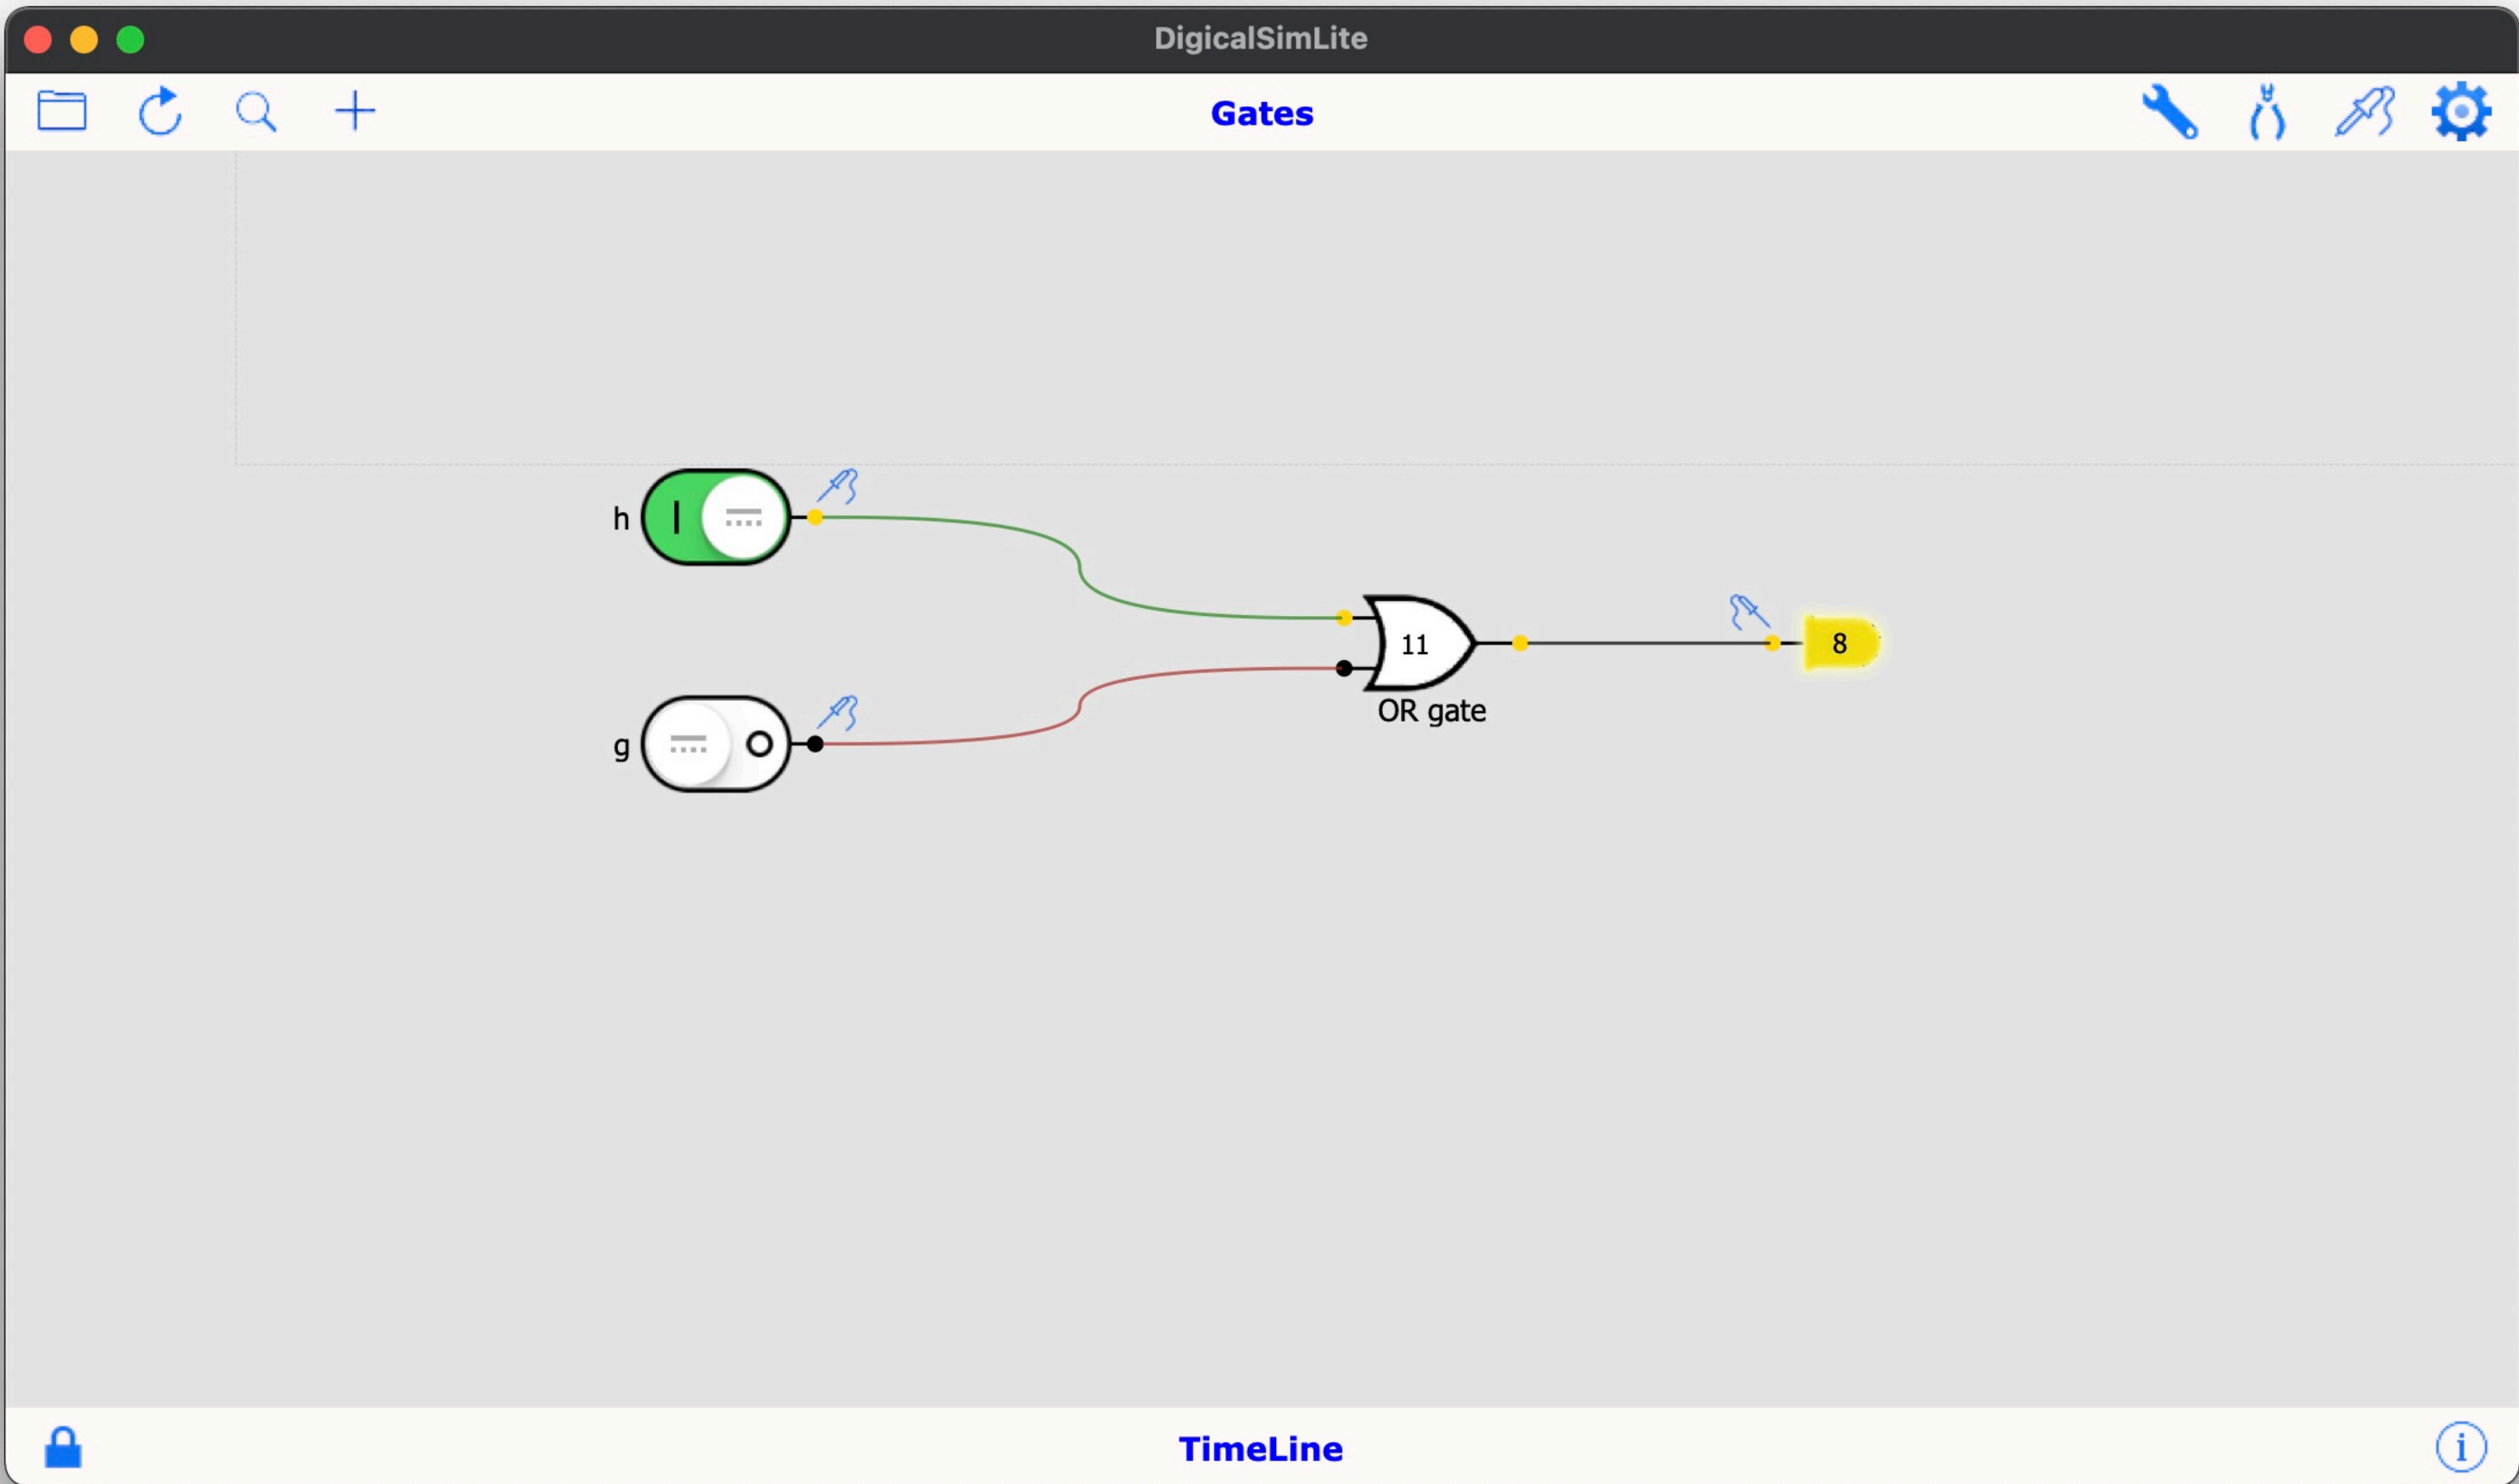 DigicalSimLite
Gates
h
11
8
OR gate
g
TimeLine